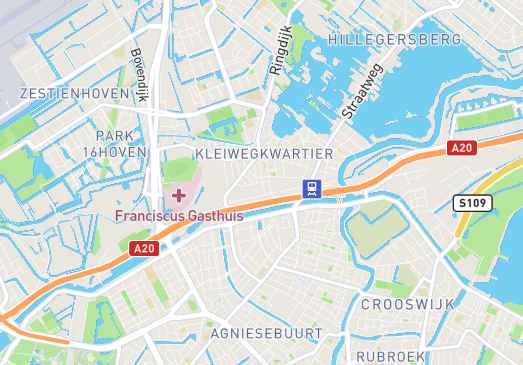 HILLEGERSBERG
Ringdijk
Bovendijk
Straatweg
ZESTIENHOVEN
PARK
16HOVEN
KLEIWEGKWARTIER
A20
S109
Franciscus Gasthuis
A20
CROOSWIJK
AGNIESEBUURT
RUBROEK